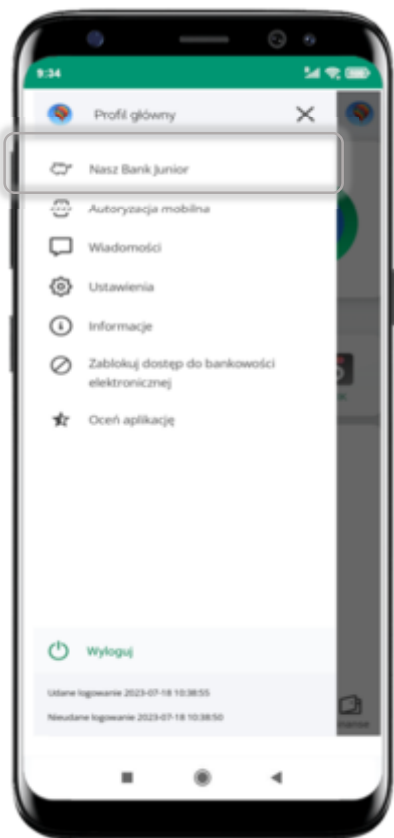 9:34
Profil główny
Nasz Bank Junior
Autoryzacja mobilna
Wiadomości
Ustawienia
Informacje
Zablokuj dostęp do bankowości
elektronicznej
Oceń aplikację
Wyloguj
Udane logowanie 2023-07-18 10:38:55
Nieudane logowanie 2023-07-18 10:38:50